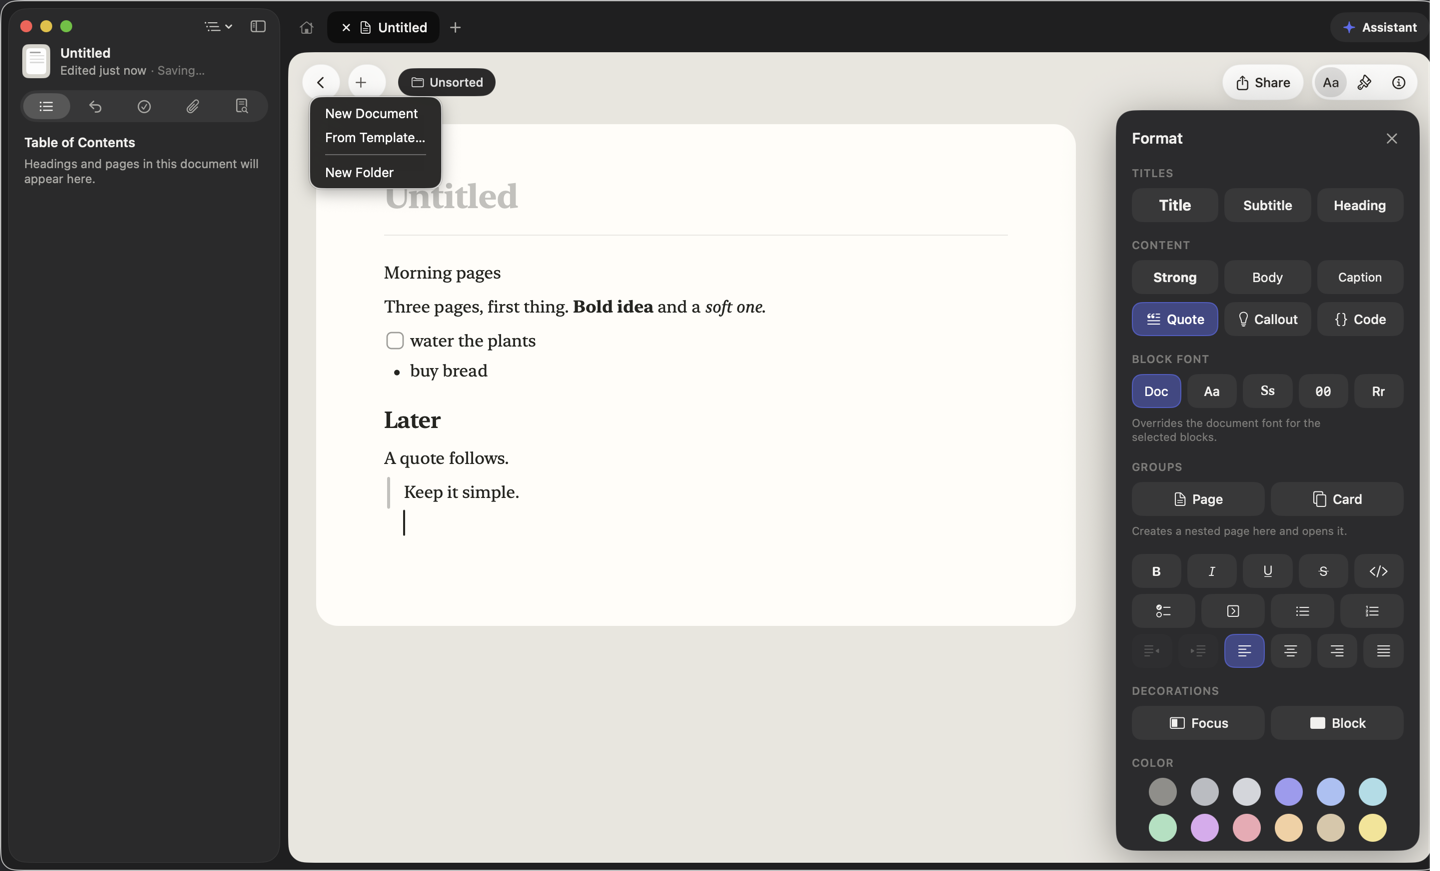 Untitled
Assistant
Untitled
Edited just now · Saving...
Unsorted
Share
Aa
New Document
From Template...
New Folder
Table of Contents
Headings and pages in this document will
appear here.
Untitled
Morning pages
Three pages, first thing. Bold idea and a soft one.
water the plants
• buy bread
Later
A quote follows.
Keep it simple.
Format
TITLES
Title Subtitle Heading
CONTENT
Strong Body Caption
Quote Callout {} Code
BLOCK FONT
Doc Aa Ss 00 Rr
Overrides the document font for the
selected blocks.
GROUPS
Page Card
Creates a nested page here and opens it.
B I U S </>
DECORATIONS
Focus Block
COLOR